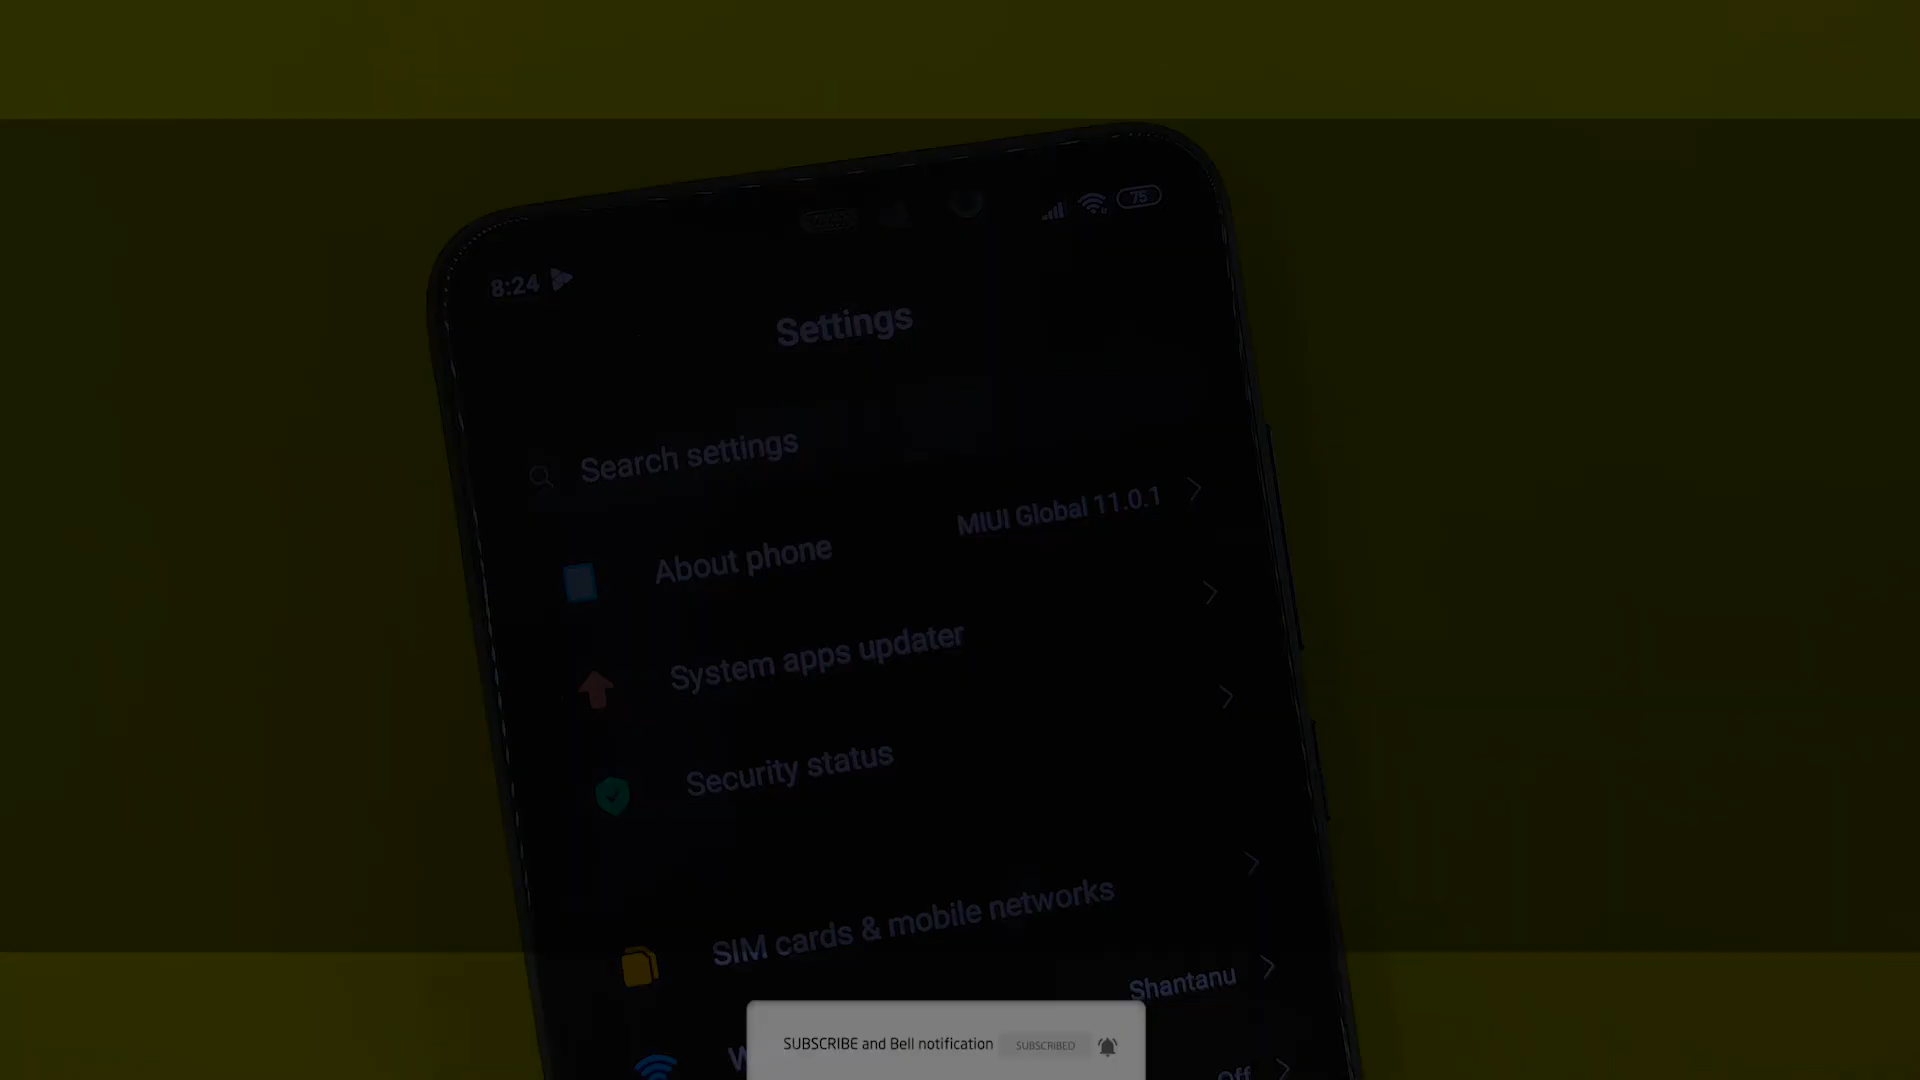 75
8:24
Settings
Search settings
About phone
MIUI Global 11.0.1
System apps updater
Security status
SIM cards & mobile networks
Shantanu
Off
SUBSCRIBE and Bell notification SUBSCRIBED